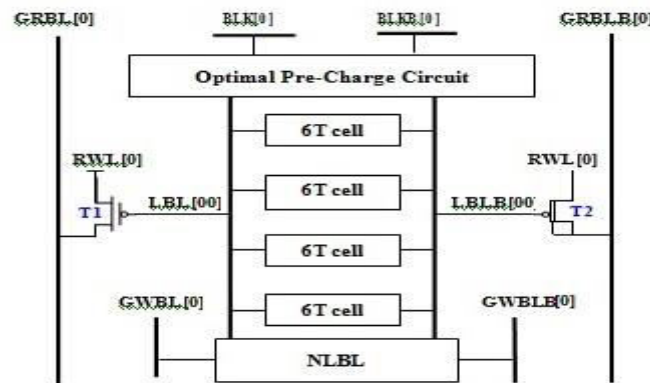 GRBL[0]
BLK[0]
BLKB[0]
GRBLB[0]
Optimal Pre-Charge Circuit
6T cell
RWL[0]
RWL[0]
6T cell
T1
LBL[00]
LBLB[00]
T2
6T cell
GWBL[0]
6T cell
GWBLB[0]
NLBL